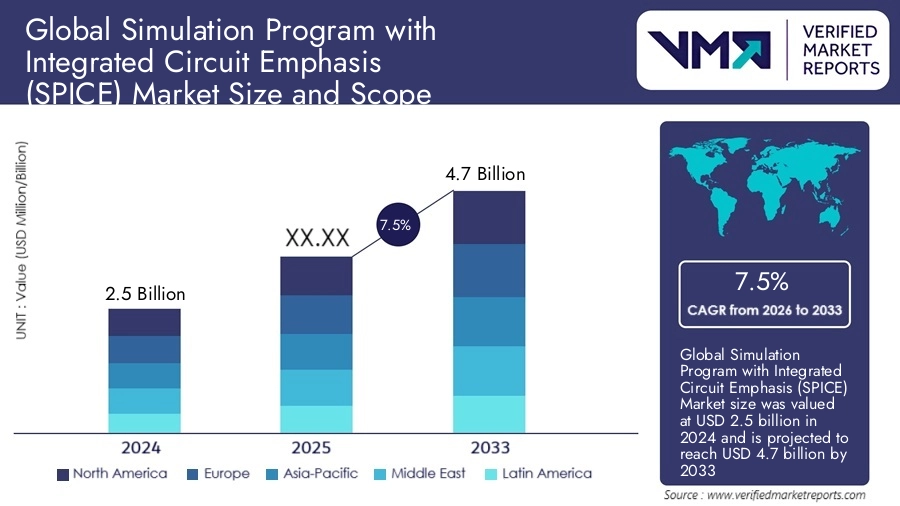 Global Simulation Program with
Integrated Circuit Emphasis
(SPICE) Market Size and Scope
VMR
VERIFIED
MARKET
REPORTS
UNIT : Value (USD Million/Billion)
2.5 Billion
XX.XX
7.5%
4.7 Billion
2024
2025
2033
North America
Europe
Asia-Pacific
Middle East
Latin America
7.5%
CAGR from 2026 to 2033
Global Simulation
Program with Integrated
Circuit Emphasis (SPICE)
Market size was valued
at USD 2.5 billion in
2024 and is projected to
reach USD 4.7 billion by
2033
Source : www.verifiedmarketreports.com